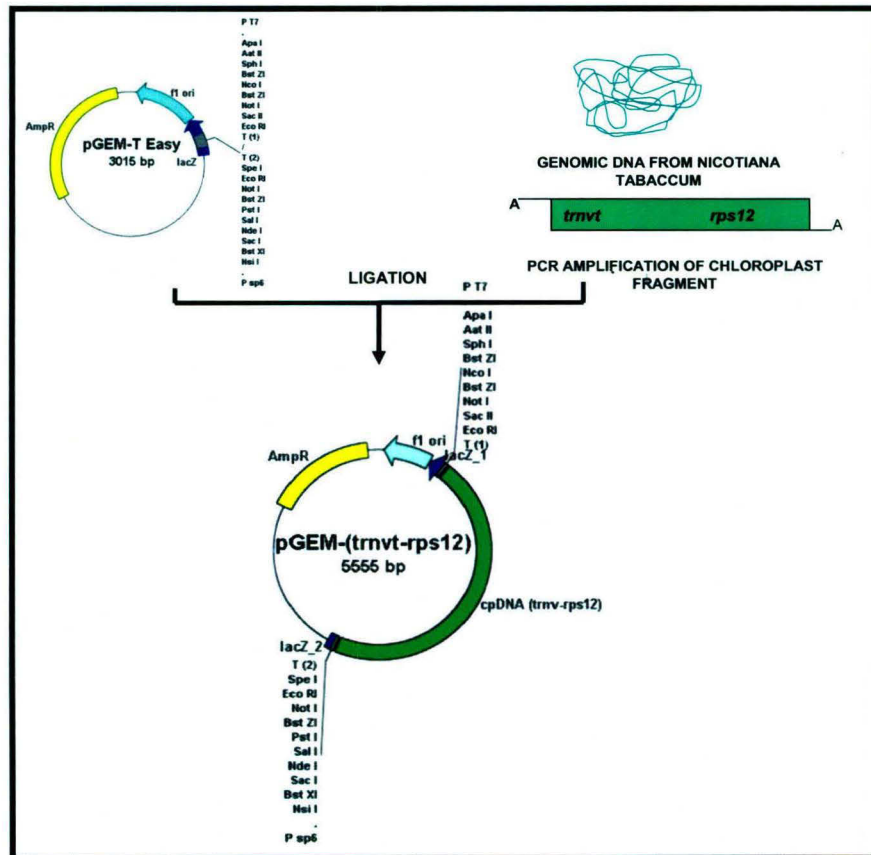 P T7
.
Apa I
Aat II
Sph I
Bst ZI
Nco I
Bst ZI
Not I
Sac II
Eco RI
T (1)
/
T (2)
Spe I
Eco RI
Not I
Bst ZI
Pst I
Sal I
Nde I
Sac I
Bst XI
Nsi I
.
P sp6
f1 ori
AmpR
pGEM-T Easy
3015 bp
lacZ
GENOMIC DNA FROM NICOTIANA
TABACCUM
A
trnvt rps12
A
PCR AMPLIFICATION OF CHLOROPLAST
FRAGMENT
LIGATION
P T7
.
Apa I
Aat II
Sph I
Bst ZI
Nco I
Bst ZI
Not I
Sac II
Eco RI
T (1)
f1 ori
lacZ_1
AmpR
pGEM-(trnvt-rps12)
5555 bp
cpDNA (trnv-rps12)
lacZ_2
T (2)
Spe I
Eco RI
Not I
Bst ZI
Pst I
Sal I
Nde I
Sac I
Bst XI
Nsi I
.
P sp6